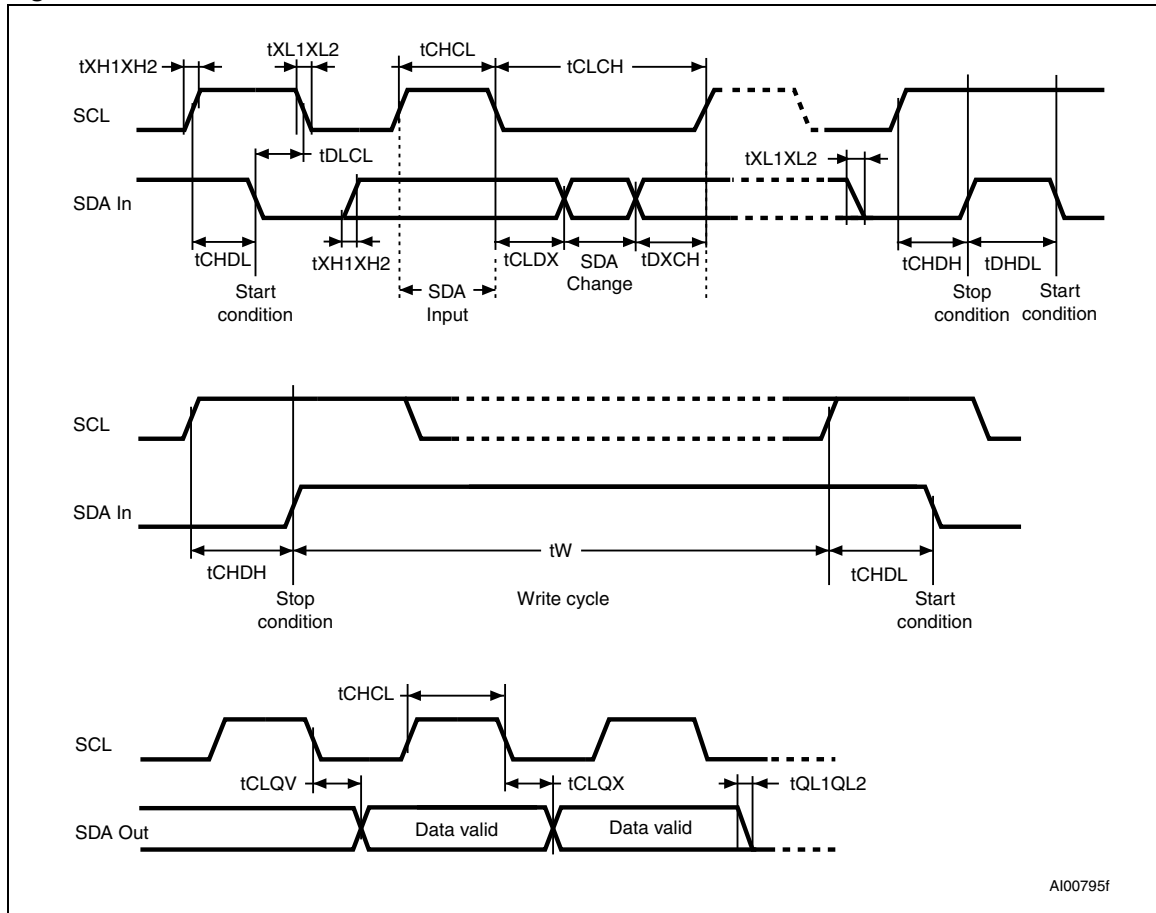 tXH1XH2
tXL1XL2
tCHCL
tCLCH
SCL
tDLCL
tXL1XL2
SDA In
tCHDL
tXH1XH2
tCLDX
SDA
Change
tDXCH
tCHDH
tDHDL
Start
condition
SDA
Input
Stop
condition
Start
condition
SCL
SDA In
tCHDH
tW
tCHDL
Stop
condition
Write cycle
Start
condition
tCHCL
SCL
tCLQV
tCLQX
tQL1QL2
SDA Out
Data valid
Data valid
AI00795f